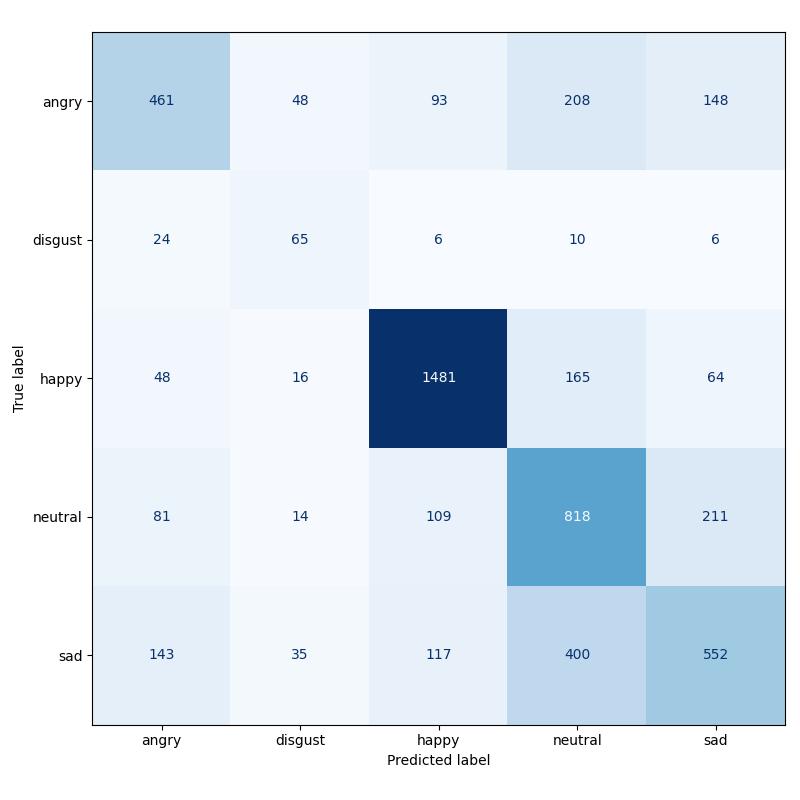 angry 461 48 93 208 148
disgust 24 65 6 10 6
happy 48 16 1481 165 64
neutral 81 14 109 818 211
sad 143 35 117 400 552
angry disgust happy neutral sad
Predicted label
True label